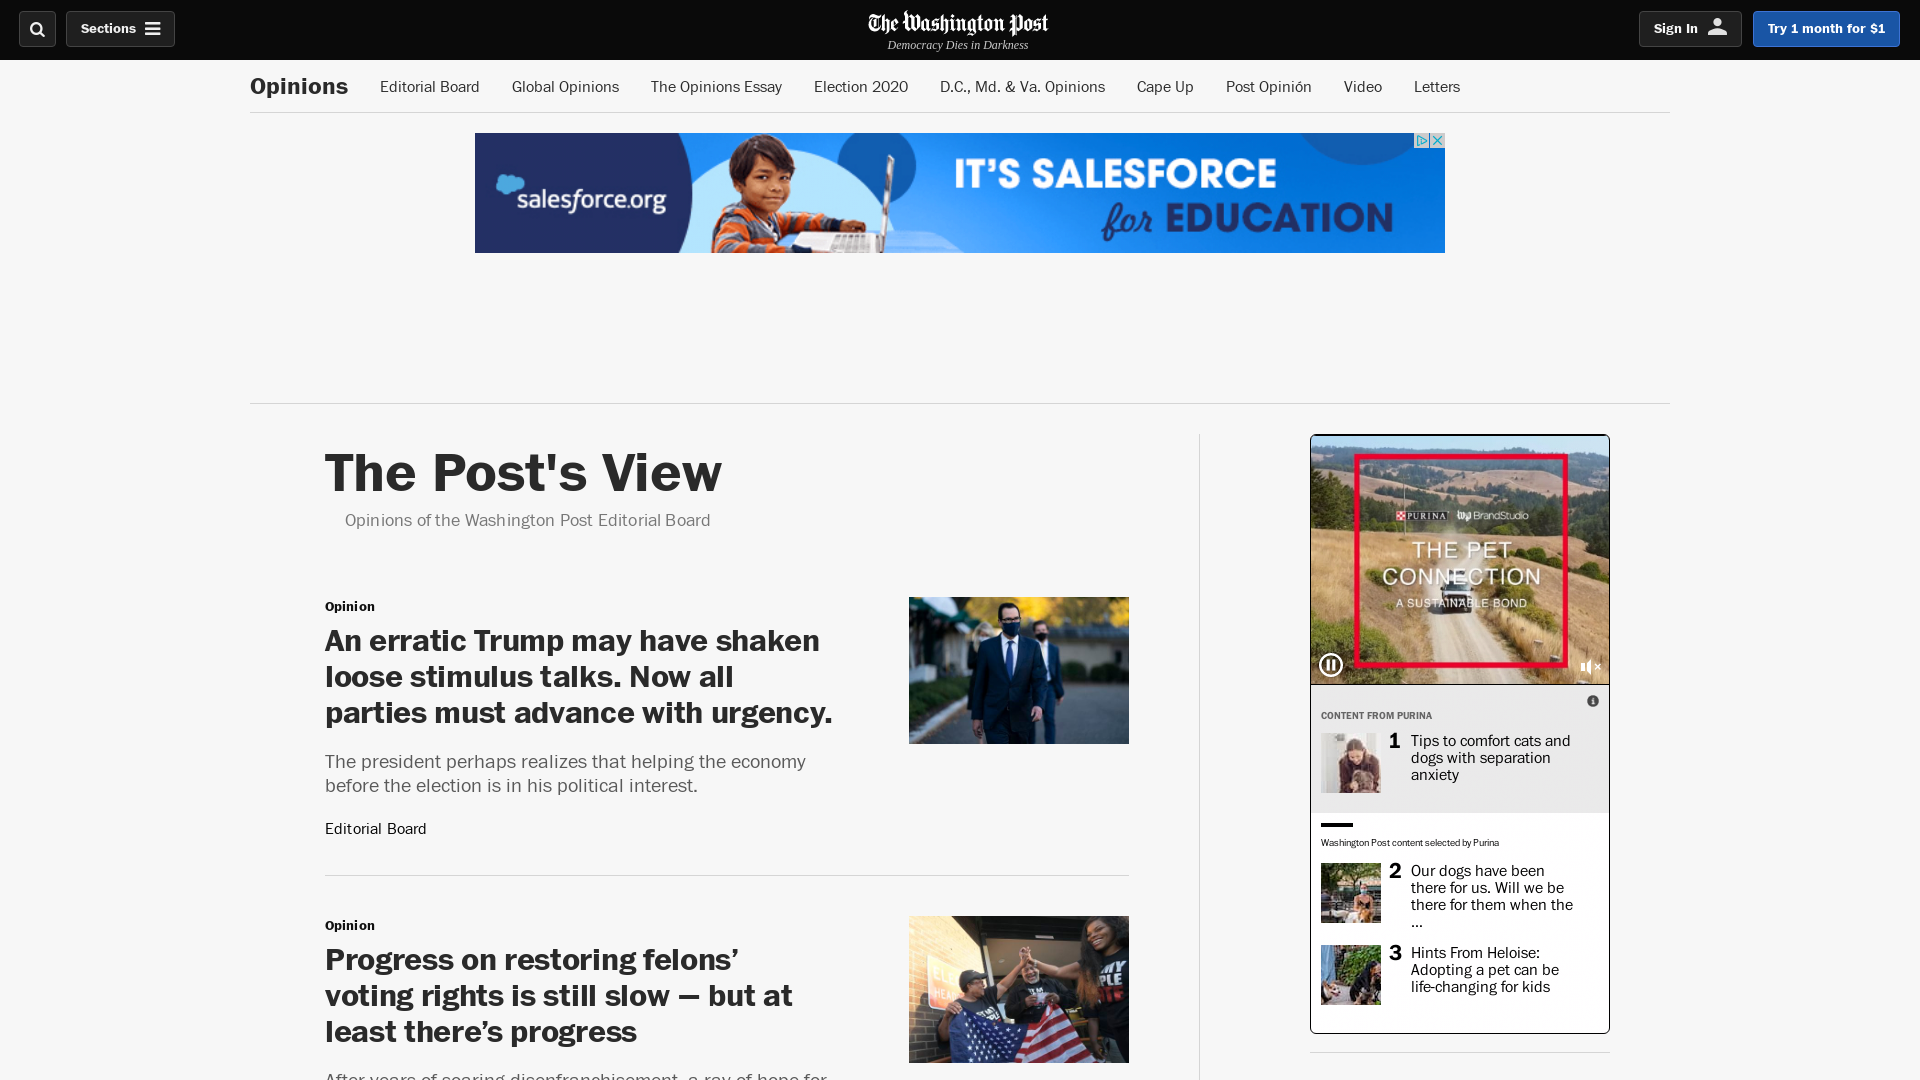 Sections
The Washington Post
Democracy Dies in Darkness
Sign In
Try 1 month for $1
Opinions
Editorial Board
Global Opinions
The Opinions Essay
Election 2020
D.C., Md. & Va. Opinions
Cape Up
Post Opinión
Video
Letters
salesforce.org
IT'S SALESFORCE
for EDUCATION
The Post's View
Opinions of the Washington Post Editorial Board
Opinion
An erratic Trump may have shaken
loose stimulus talks. Now all
parties must advance with urgency.
The president perhaps realizes that helping the economy
before the election is in his political interest.
Editorial Board
Opinion
Progress on restoring felons’
voting rights is still slow — but at
least there’s progress
After years of soaring disenfranchisement, a ray of hope for
PURINA
wp BrandStudio
THE PET
CONNECTION
A SUSTAINABLE BOND
CONTENT FROM PURINA
1 Tips to comfort cats and
dogs with separation
anxiety
Washington Post content selected by Purina
2 Our dogs have been
there for us. Will we be
there for them when the
...
3 Hints From Heloise:
Adopting a pet can be
life-changing for kids